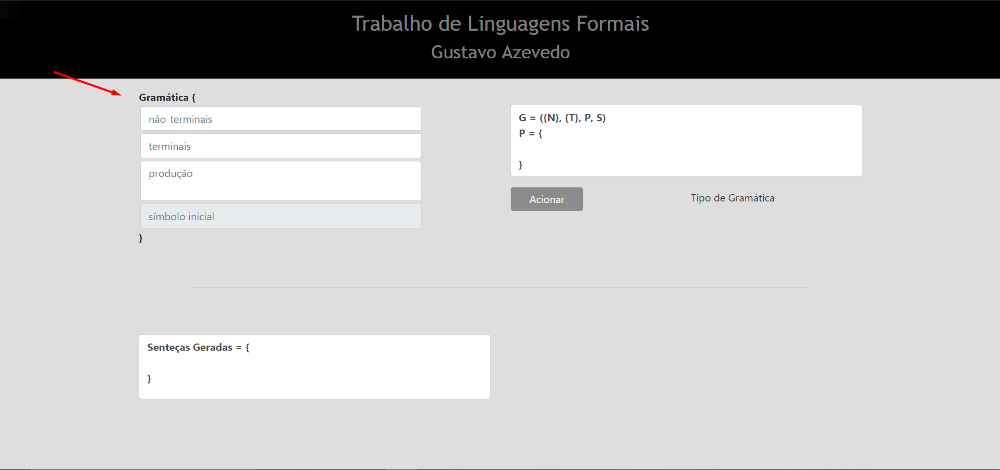 Trabalho de Linguagens Formais
Gustavo Azevedo
Gramática {
não-terminais
terminais
produção
símbolo inicial
}
G = ({N}, {T}, P, S)
P = {
}
Acionar
Tipo de Gramática
Senteças Geradas = {
}